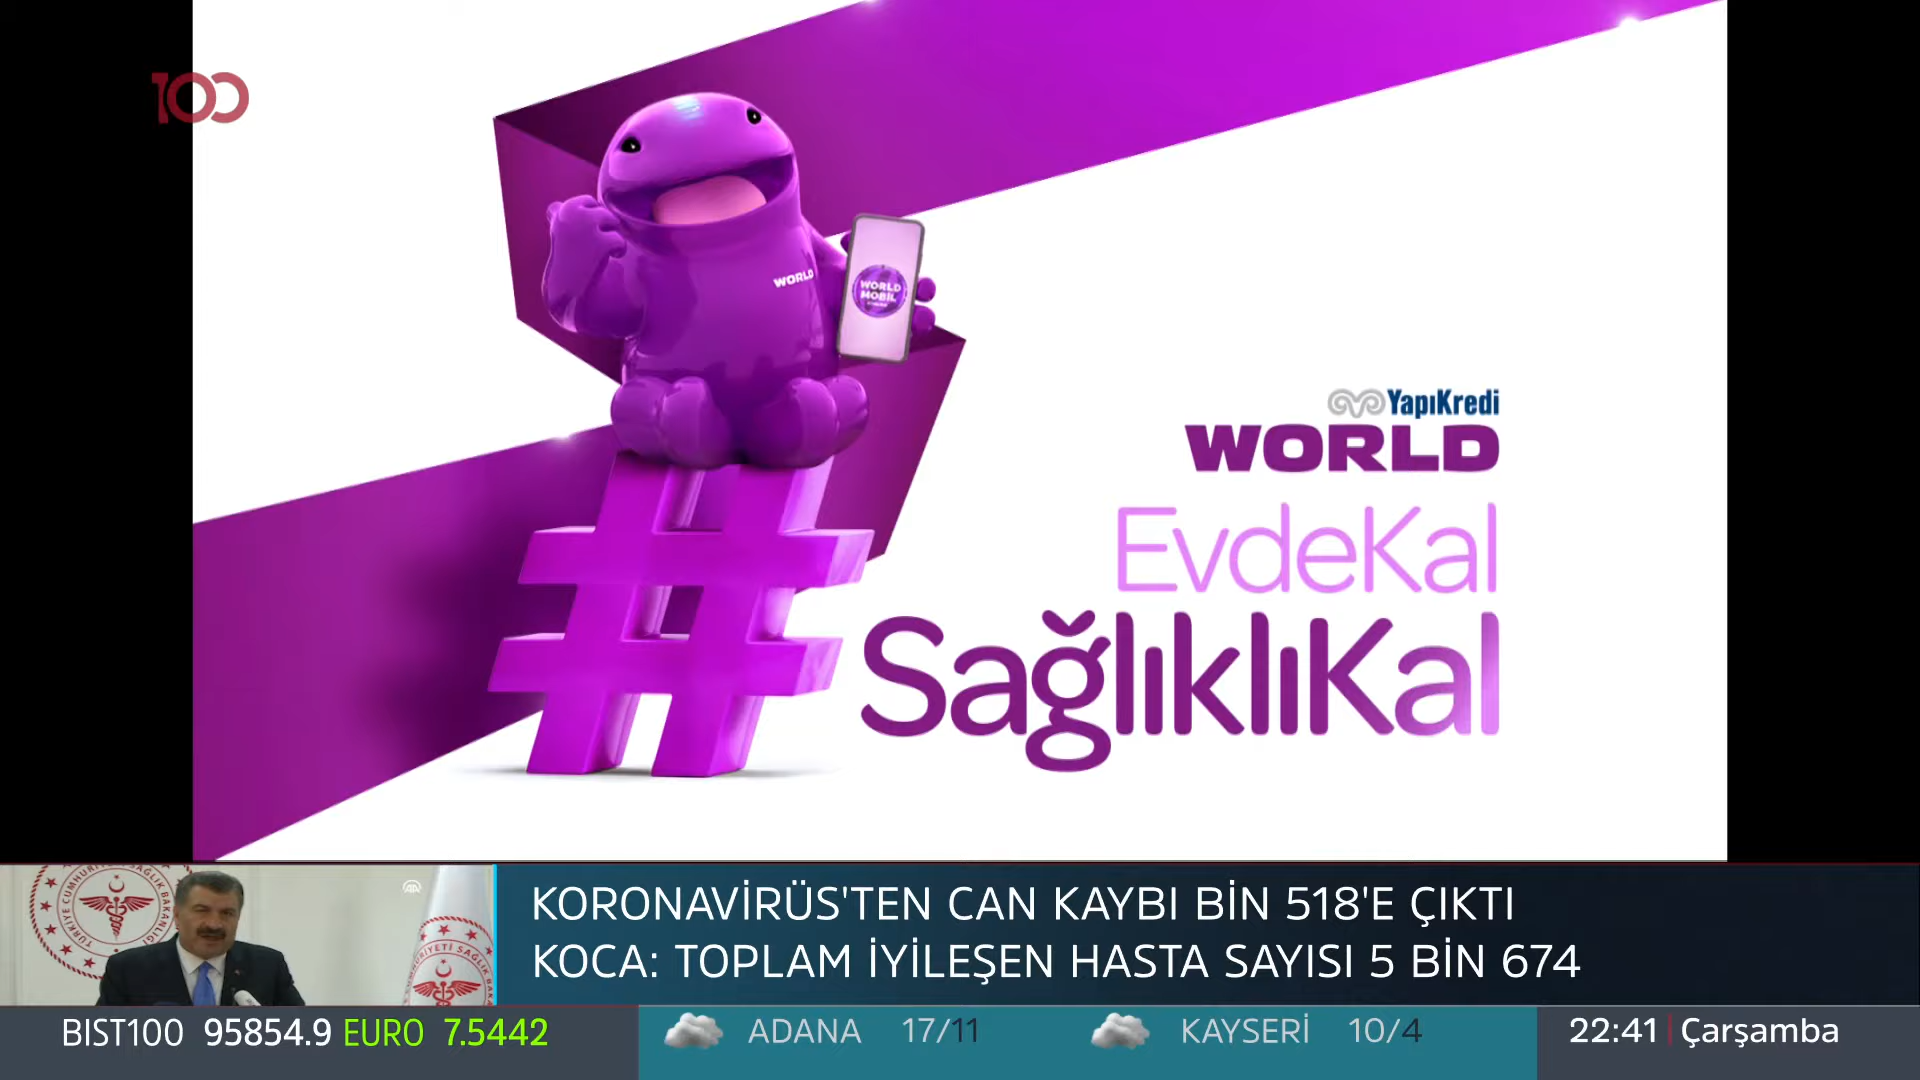 100
WORLD
WORLD
MOBİL
YapıKredi
WORLD
EvdeKal
#SağlıklıKal
KORONAVİRÜS'TEN CAN KAYBI BİN 518'E ÇIKTI
KOCA: TOPLAM İYİLEŞEN HASTA SAYISI 5 BİN 674
BIST100 95854.9 EURO 7.5442
ADANA 17/11
KAYSERİ 10/4
22:41 Çarşamba